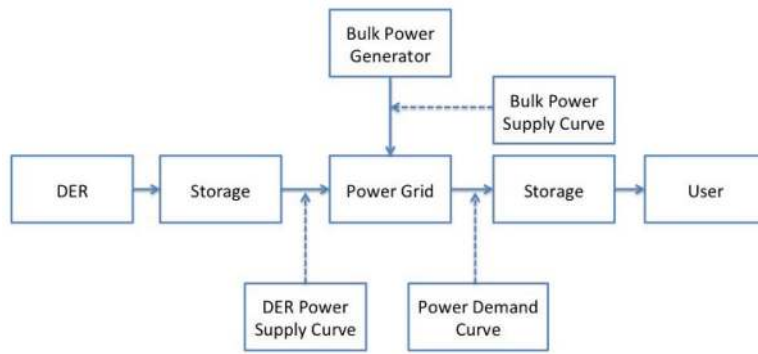 Bulk Power
Generator
Bulk Power
Supply Curve
DER
Storage
Power Grid
Storage
User
DER Power
Supply Curve
Power Demand
Curve